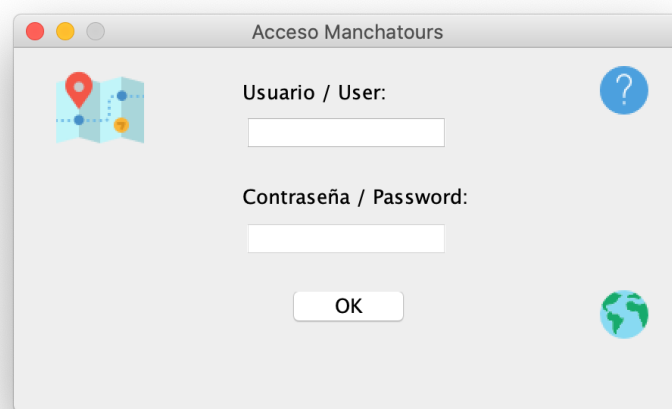 Acceso Manchatours
Usuario / User:
?
Contraseña / Password:
OK